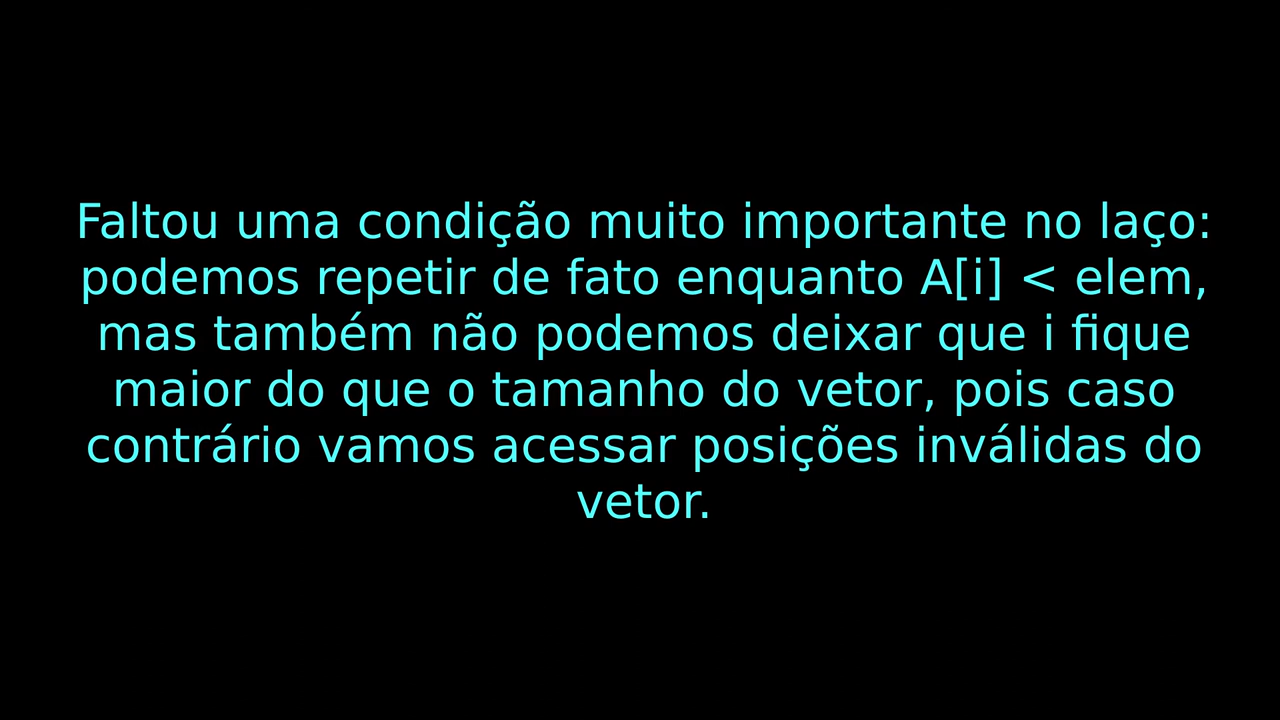 Faltou uma condição muito importante no laço:
podemos repetir de fato enquanto A[i] < elem,
mas também não podemos deixar que i fique
maior do que o tamanho do vetor, pois caso
contrário vamos acessar posições inválidas do
vetor.